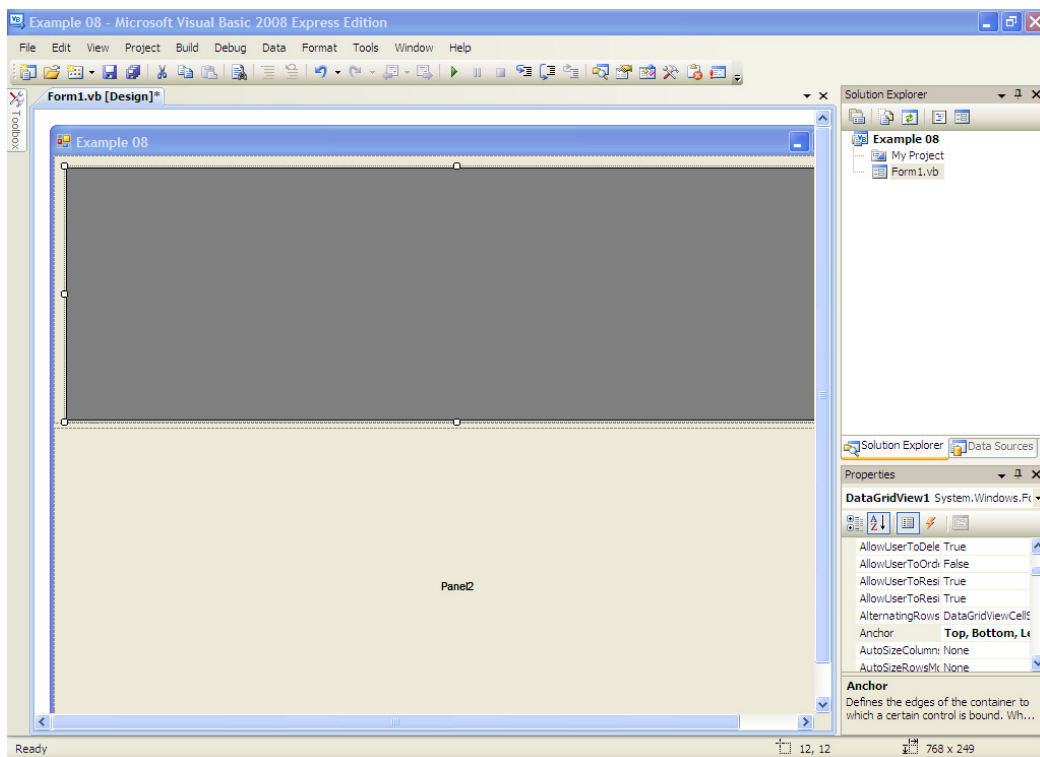 Example 08 - Microsoft Visual Basic 2008 Express Edition
File Edit View Project Build Debug Data Format Tools Window Help
Toolbox
Form1.vb [Design]*
Example 08
Panel2
Solution Explorer
Example 08
My Project
Form1.vb
Solution Explorer Data Sources
Properties
DataGridView1 System.Windows.Fo
AllowUserToDele True
AllowUserToOrd False
AllowUserToResi True
AllowUserToResi True
AlternatingRows DataGridViewCellS
Anchor Top, Bottom, Le
AutoSizeColumn: None
AutoSizeRowsMc None
Anchor
Defines the edges of the container to
which a certain control is bound. Wh...
Ready 12, 12 768 x 249